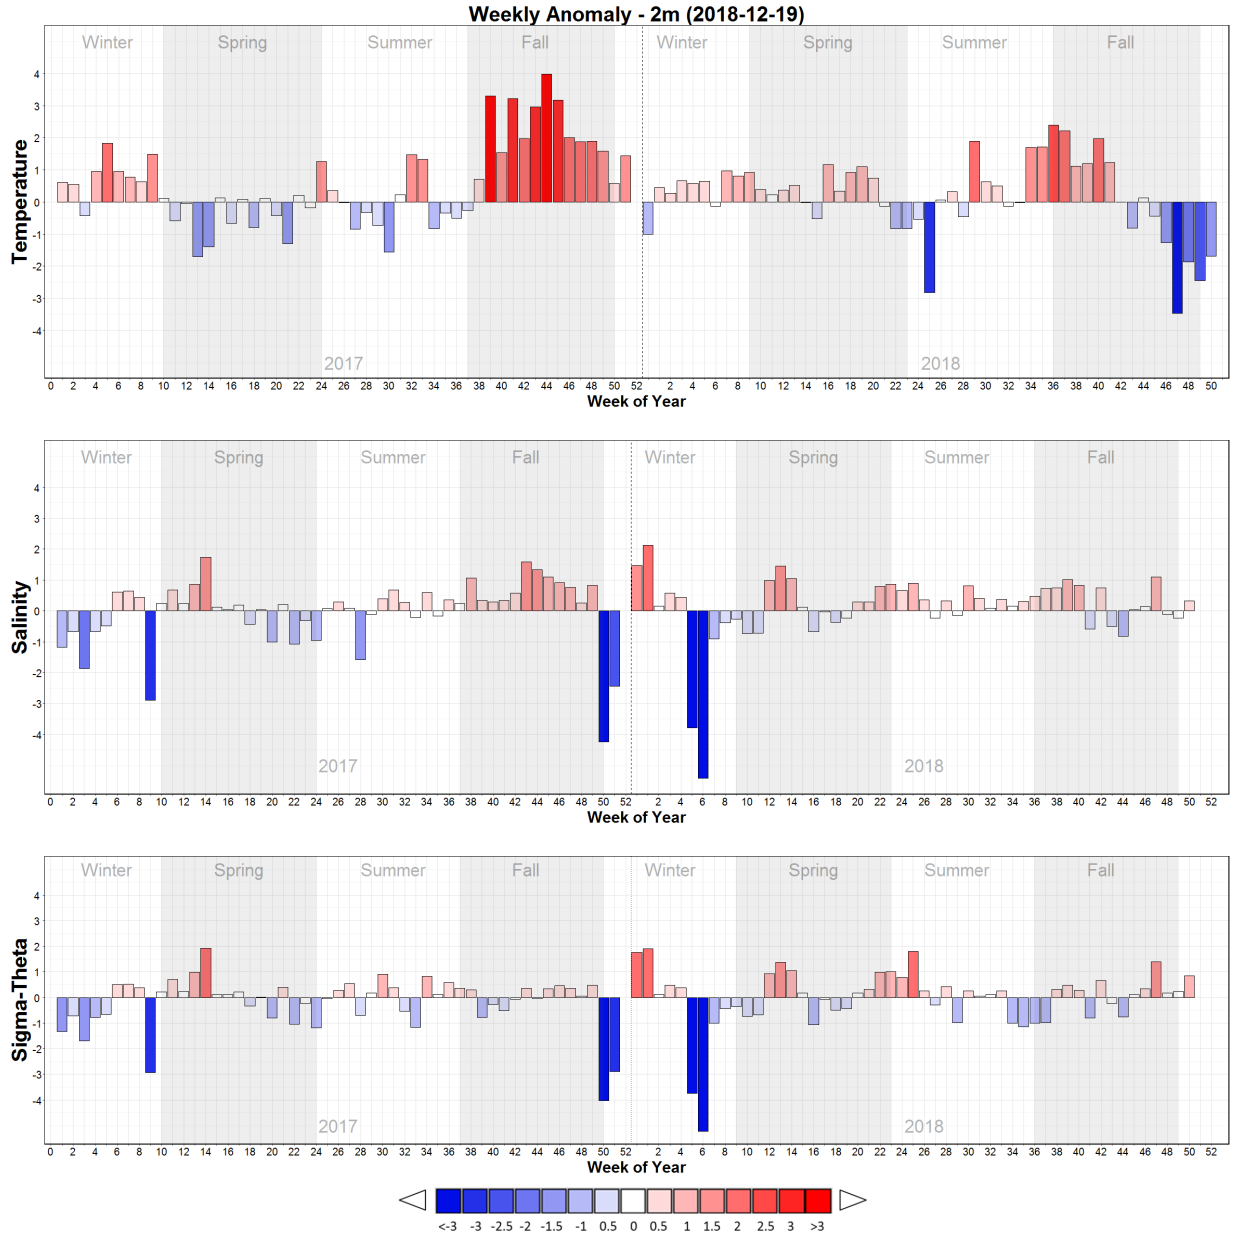 Weekly Anomaly - 2m (2018-12-19)
Winter Spring Summer Fall Winter Spring Summer Fall
Temperature
4
3
2
1
0
-1
-2
-3
-4
2017 2018
0 2 4 6 8 10 12 14 16 18 20 22 24 26 28 30 32 34 36 38 40 42 44 46 48 50 52 2 4 6 8 10 12 14 16 18 20 22 24 26 28 30 32 34 36 38 40 42 44 46 48 50
Week of Year
Winter Spring Summer Fall Winter Spring Summer Fall
Salinity
4
3
2
1
0
-1
-2
-3
-4
2017 2018
0 2 4 6 8 10 12 14 16 18 20 22 24 26 28 30 32 34 36 38 40 42 44 46 48 50 52 2 4 6 8 10 12 14 16 18 20 22 24 26 28 30 32 34 36 38 40 42 44 46 48 50 52
Week of Year
Winter Spring Summer Fall Winter Spring Summer Fall
Sigma-Theta
4
3
2
1
0
-1
-2
-3
-4
2017 2018
0 2 4 6 8 10 12 14 16 18 20 22 24 26 28 30 32 34 36 38 40 42 44 46 48 50 52 2 4 6 8 10 12 14 16 18 20 22 24 26 28 30 32 34 36 38 40 42 44 46 48 50 52
Week of Year
<-3 -3 -2.5 -2 -1.5 -1 0.5 0 0.5 1 1.5 2 2.5 3 >3